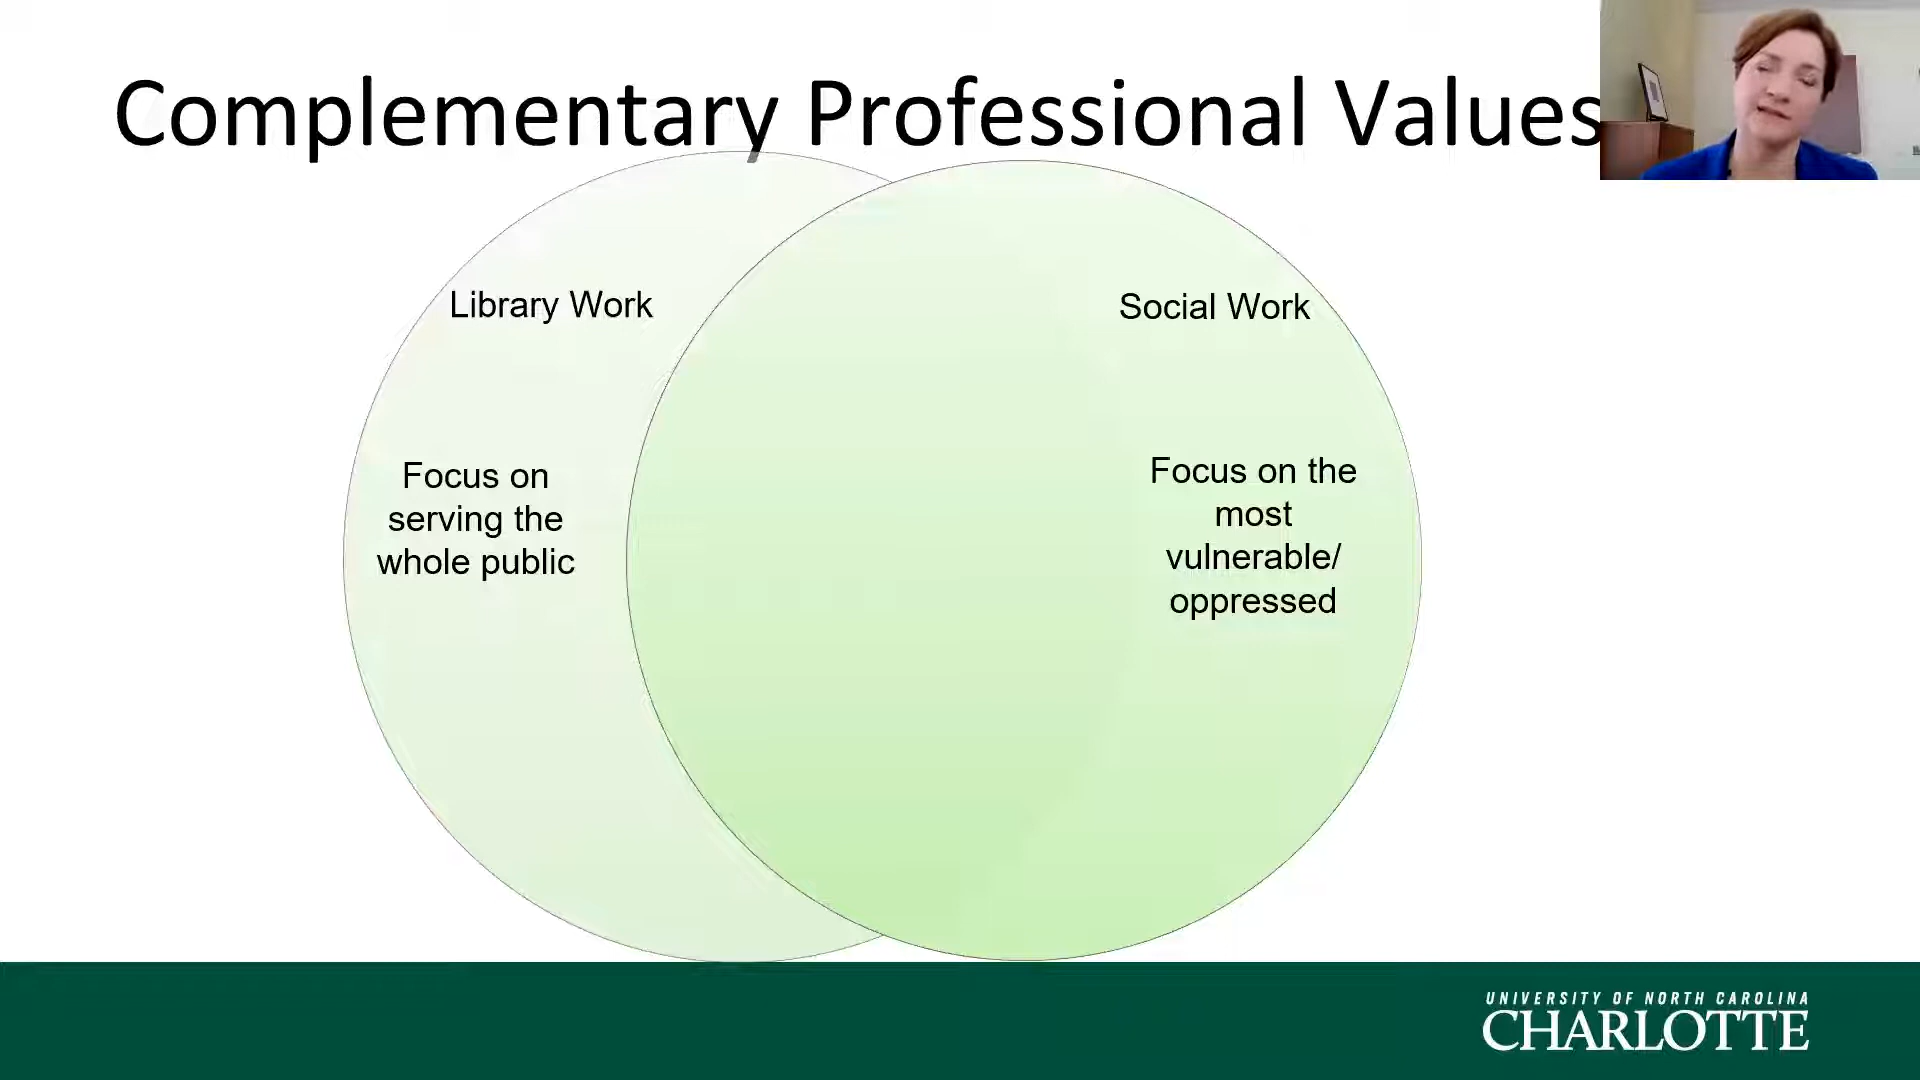 Complementary Professional Values
Library Work
Social Work
Focus on
serving the
whole public
Focus on the
most
vulnerable/
oppressed
UNIVERSITY OF NORTH CAROLINA
CHARLOTTE